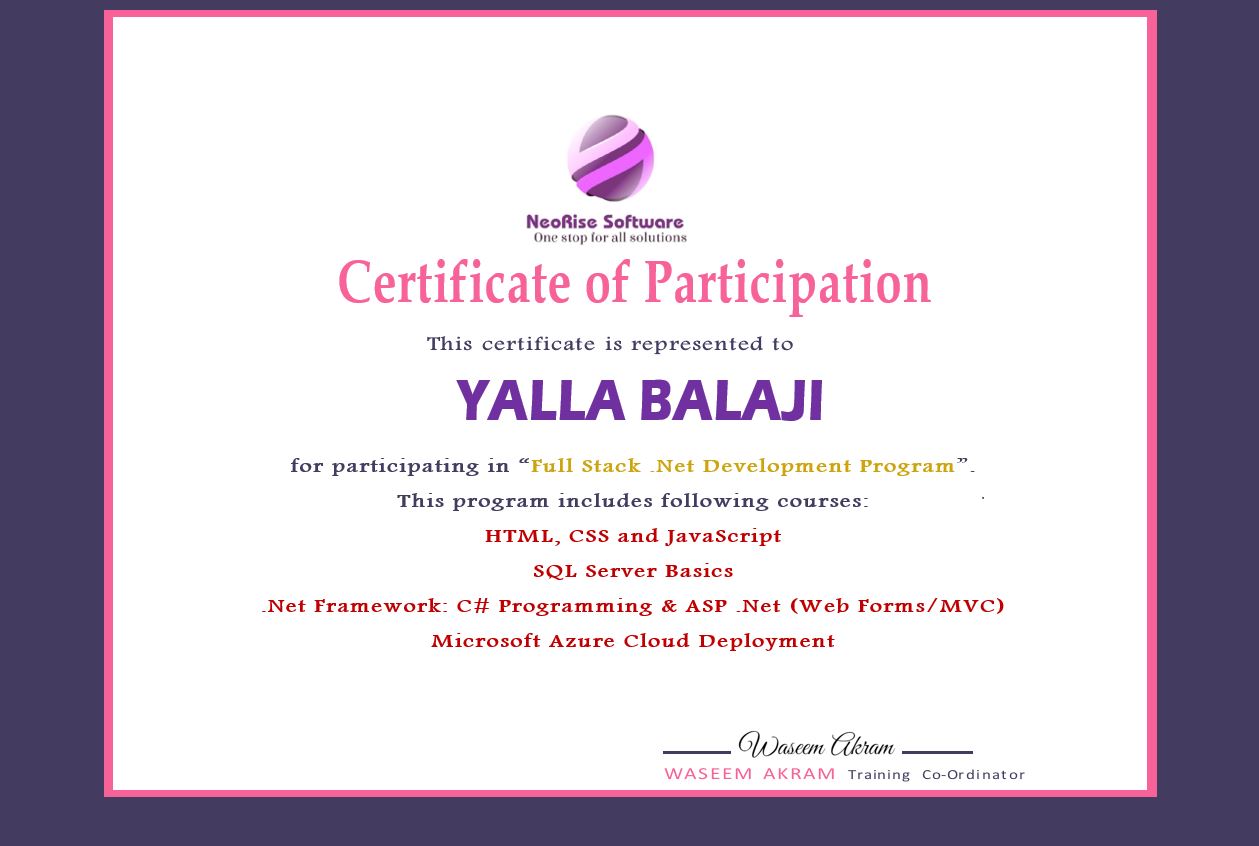 NeoRise Software
One stop for all solutions
Certificate of Participation
This certificate is represented to
YALLA BALAJI
for participating in “Full Stack .Net Development Program”.
This program includes following courses:
HTML, CSS and JavaScript
SQL Server Basics
.Net Framework: C# Programming & ASP .Net (Web Forms/MVC)
Microsoft Azure Cloud Deployment
Waseem Akram
WASEEM AKRAM Training Co-Ordinator